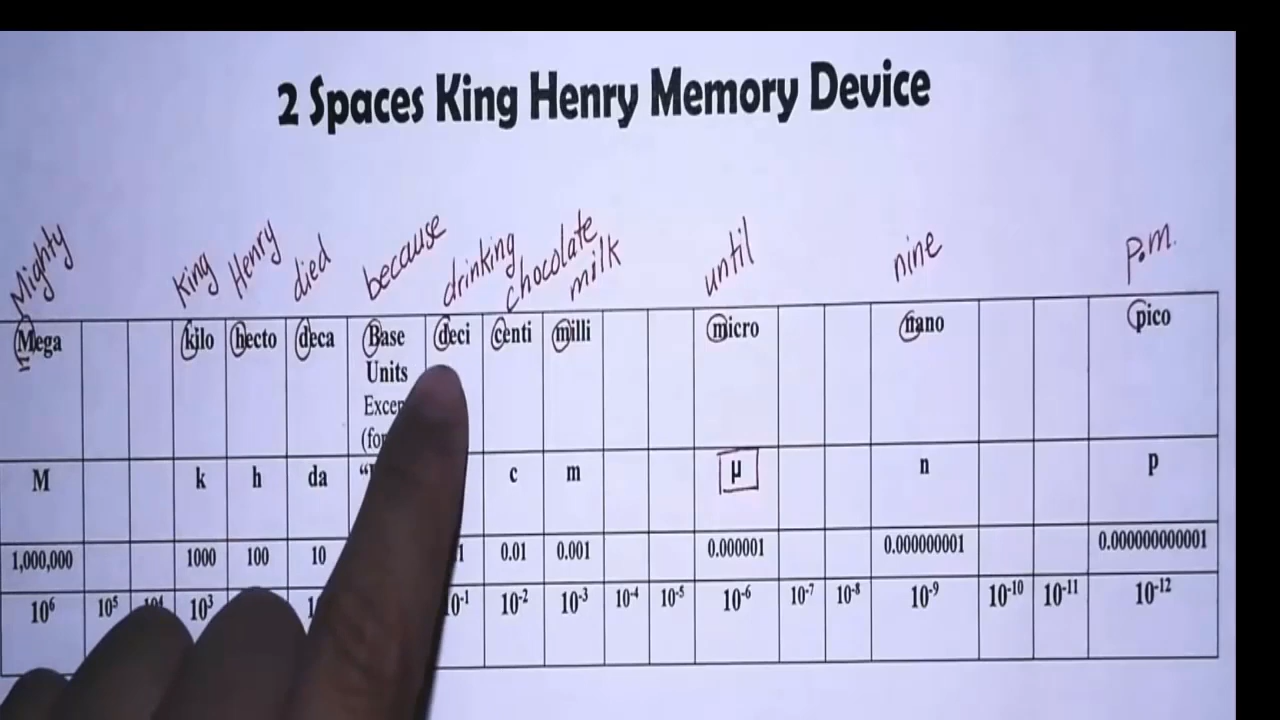 2 Spaces King Henry Memory Device
Mighty King Henry died because drinking chocolate milk until nine P.m.
Mega kilo hecto deca Base deci centi milli micro nano pico
Units
M k h da c m µ n p
1,000,000 1000 100 10 0.01 0.001 0.000001 0.000000001 0.000000000001
10⁶ 10⁵ 10⁴ 10³ 10⁻² 10⁻³ 10⁻⁴ 10⁻⁵ 10⁻⁶ 10⁻⁷ 10⁻⁸ 10⁻⁹ 10⁻¹⁰ 10⁻¹¹ 10⁻¹²